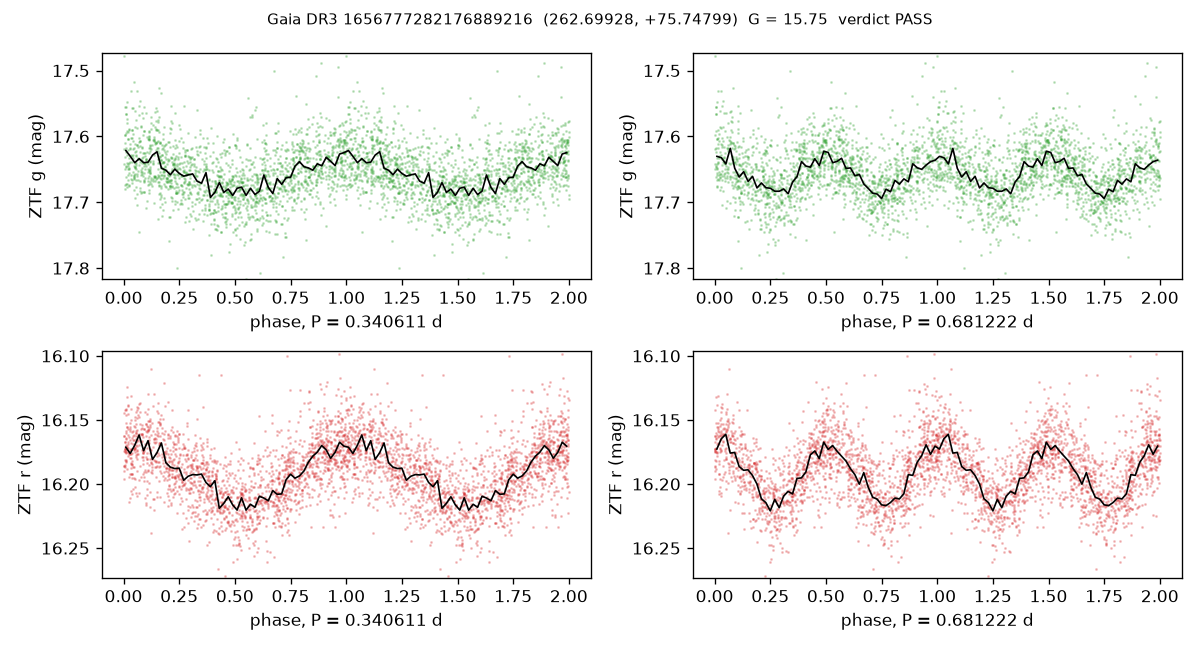 Gaia DR3 1656777282176889216  (262.69928, +75.74799)  G = 15.75  verdict PASS
ZTF g (mag)
17.5
17.6
17.7
17.8
0.00 0.25 0.50 0.75 1.00 1.25 1.50 1.75 2.00
phase, P = 0.340611 d
ZTF g (mag)
17.5
17.6
17.7
17.8
0.00 0.25 0.50 0.75 1.00 1.25 1.50 1.75 2.00
phase, P = 0.681222 d
ZTF r (mag)
16.10
16.15
16.20
16.25
0.00 0.25 0.50 0.75 1.00 1.25 1.50 1.75 2.00
phase, P = 0.340611 d
ZTF r (mag)
16.10
16.15
16.20
16.25
0.00 0.25 0.50 0.75 1.00 1.25 1.50 1.75 2.00
phase, P = 0.681222 d